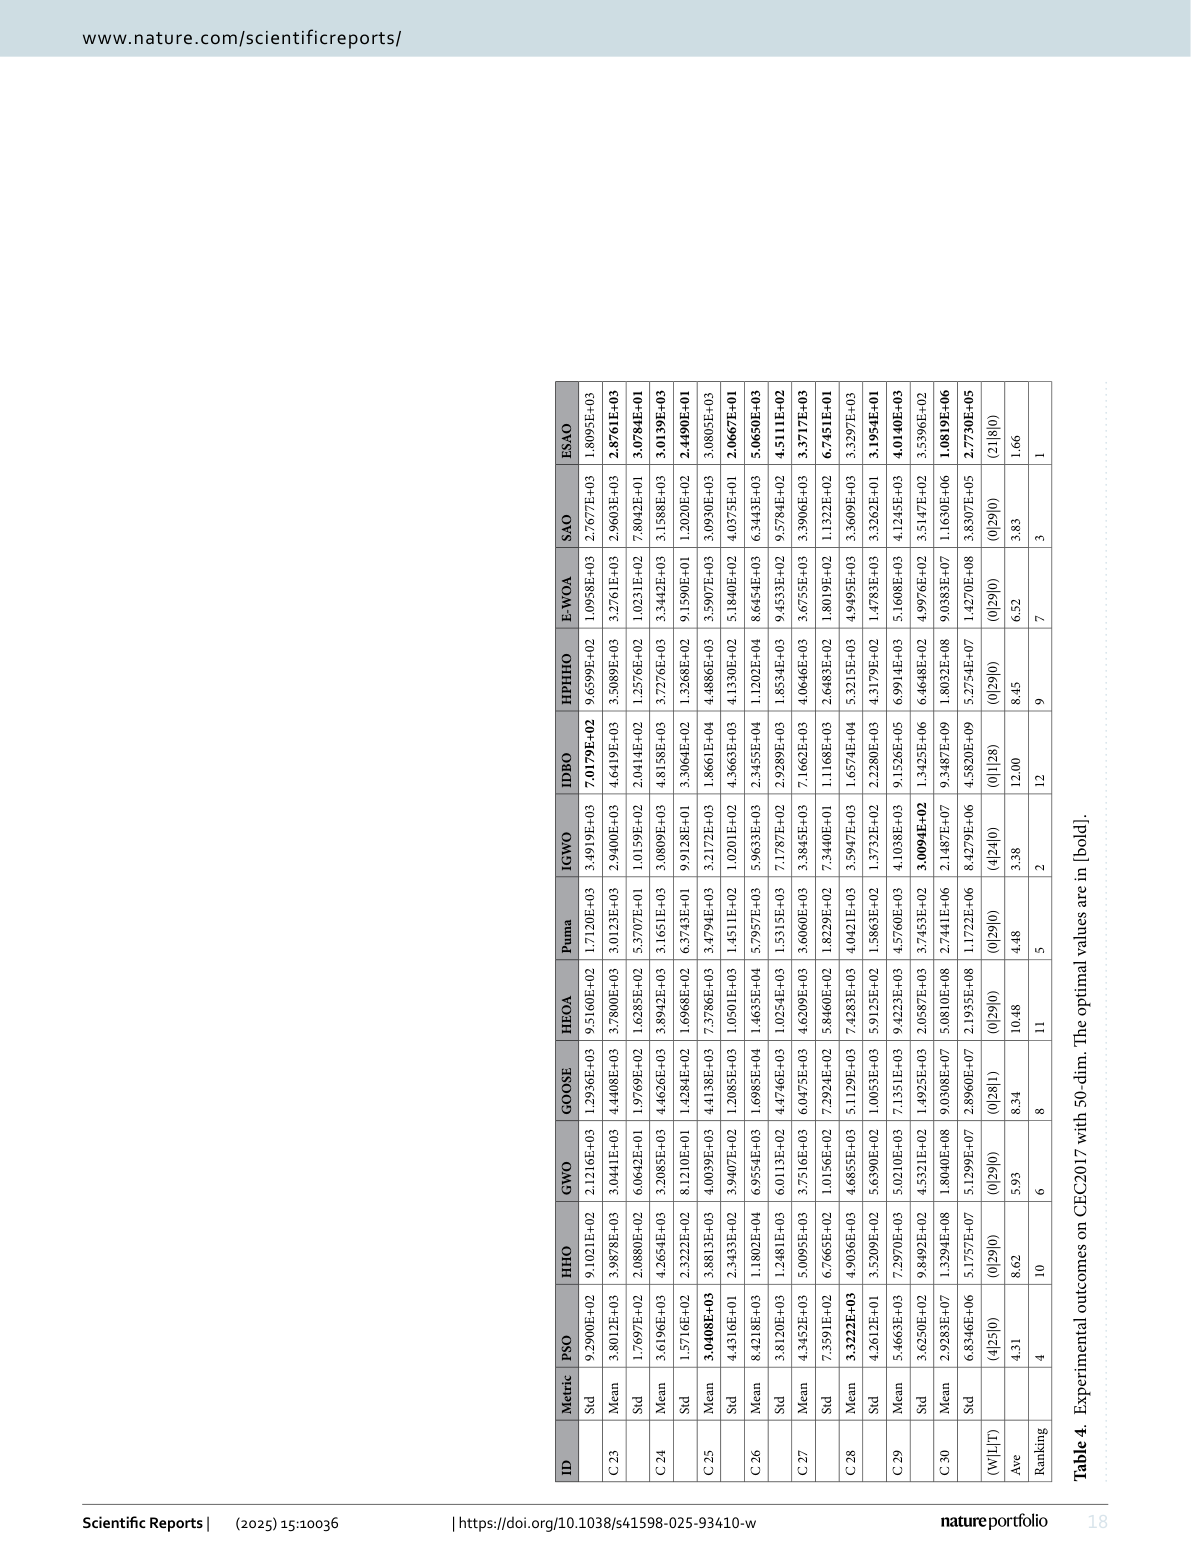 www.nature.com/scientificreports/
ID Metric PSO HHO GWO GOOSE HEOA Puma IGWO IDBO HPHHO E-WOA SAO ESAO
Std 9.2900E+02 9.1021E+02 2.1216E+03 1.2936E+03 9.5160E+02 1.7120E+03 3.4919E+03 7.0179E+02 9.6599E+02 1.0958E+03 2.7677E+03 1.8095E+03
C 23 Mean 3.8012E+03 3.9878E+03 3.0441E+03 4.4408E+03 3.7800E+03 3.0123E+03 2.9400E+03 4.6419E+03 3.5089E+03 3.2761E+03 2.9603E+03 2.8761E+03
Std 1.7697E+02 2.0880E+02 6.0642E+01 1.9769E+02 1.6285E+02 5.3707E+01 1.0159E+02 2.0414E+02 1.2576E+02 1.0231E+02 7.8042E+01 3.0784E+01
C 24 Mean 3.6196E+03 4.2654E+03 3.2085E+03 4.4626E+03 3.8942E+03 3.1651E+03 3.0809E+03 4.8158E+03 3.7276E+03 3.3442E+03 3.1588E+03 3.0139E+03
Std 1.5716E+02 2.3222E+02 8.1210E+01 1.4284E+02 1.6968E+02 6.3743E+01 9.9128E+01 3.3064E+02 1.3268E+02 9.1590E+01 1.2020E+02 2.4490E+01
C 25 Mean 3.0408E+03 3.8813E+03 4.0039E+03 4.4138E+03 7.3786E+03 3.4794E+03 3.2172E+03 1.8661E+04 4.4886E+03 3.5907E+03 3.0930E+03 3.0805E+03
Std 4.4316E+01 2.3433E+02 3.9407E+02 1.2085E+03 1.0501E+03 1.4511E+02 1.0201E+02 4.3663E+03 4.1330E+02 5.1840E+02 4.0375E+01 2.0667E+01
C 26 Mean 8.4218E+03 1.1802E+04 6.9554E+03 1.6985E+04 1.4635E+04 5.7957E+03 5.9633E+03 2.3455E+04 1.1202E+04 8.6454E+03 6.3443E+03 5.0650E+03
Std 3.8120E+03 1.2481E+03 6.0113E+02 4.4746E+03 1.0254E+03 1.5315E+03 7.1787E+02 2.9289E+03 1.8534E+03 9.4533E+02 9.5784E+02 4.5111E+02
C 27 Mean 4.3452E+03 5.0095E+03 3.7516E+03 6.0475E+03 4.6209E+03 3.6060E+03 3.3845E+03 7.1662E+03 4.0646E+03 3.6755E+03 3.3906E+03 3.3717E+03
Std 7.3591E+02 6.7665E+02 1.0156E+02 7.2924E+02 5.8460E+02 1.8229E+02 7.3440E+01 1.1168E+03 2.6483E+02 1.8019E+02 1.1322E+02 6.7451E+01
C 28 Mean 3.3222E+03 4.9036E+03 4.6855E+03 5.1129E+03 7.4283E+03 4.0421E+03 3.5947E+03 1.6574E+04 5.3215E+03 4.9495E+03 3.3609E+03 3.3297E+03
Std 4.2612E+01 3.5209E+02 5.6390E+02 1.0053E+03 5.9125E+02 1.5863E+02 1.3732E+02 2.2280E+03 4.3179E+02 1.4783E+03 3.3262E+01 3.1954E+01
C 29 Mean 5.4663E+03 7.2970E+03 5.0210E+03 7.1351E+03 9.4223E+03 4.5760E+03 4.1038E+03 9.1526E+05 6.9914E+03 5.1608E+03 4.1245E+03 4.0140E+03
Std 3.6250E+02 9.8492E+02 4.5321E+02 1.4925E+03 2.0587E+03 3.7453E+02 3.0094E+02 1.3425E+06 6.4648E+02 4.9976E+02 3.5147E+02 3.5396E+02
C 30 Mean 2.9283E+07 1.3294E+08 1.8040E+08 9.0308E+07 5.0810E+08 2.7441E+06 2.1487E+07 9.3487E+09 1.8032E+08 9.0383E+07 1.1630E+06 1.0819E+06
Std 6.8346E+06 5.1757E+07 5.1299E+07 2.8960E+07 2.1935E+08 1.1722E+06 8.4279E+06 4.5820E+09 5.2754E+07 1.4270E+08 3.8307E+05 2.7730E+05
(W|L|T) (4|25|0) (0|29|0) (0|29|0) (0|28|1) (0|29|0) (0|29|0) (4|24|0) (0|1|28) (0|29|0) (0|29|0) (0|29|0) (21|8|0)
Ave 4.31 8.62 5.93 8.34 10.48 4.48 3.38 12.00 8.45 6.52 3.83 1.66
Ranking 4 10 6 8 11 5 2 12 9 7 3 1
Table 4. Experimental outcomes on CEC2017 with 50-dim. The optimal values are in [bold].
Scientific Reports | (2025) 15:10036 | https://doi.org/10.1038/s41598-025-93410-w nature portfolio 18